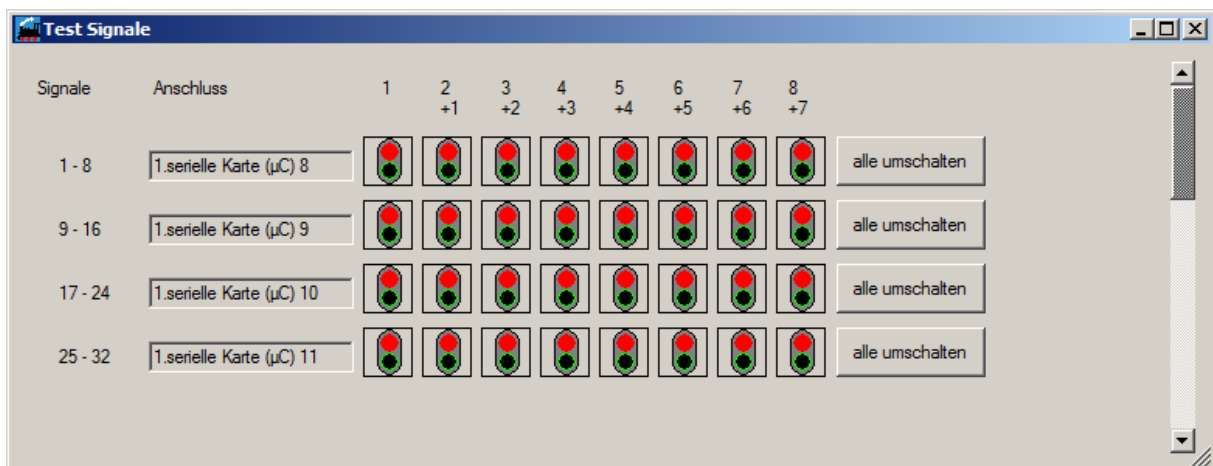 Test Signale
Signale Anschluss 1 2 3 4 5 6 7 8
+1 +2 +3 +4 +5 +6 +7
1 - 8 1.serielle Karte (µC) 8 alle umschalten
9 - 16 1.serielle Karte (µC) 9 alle umschalten
17 - 24 1.serielle Karte (µC) 10 alle umschalten
25 - 32 1.serielle Karte (µC) 11 alle umschalten